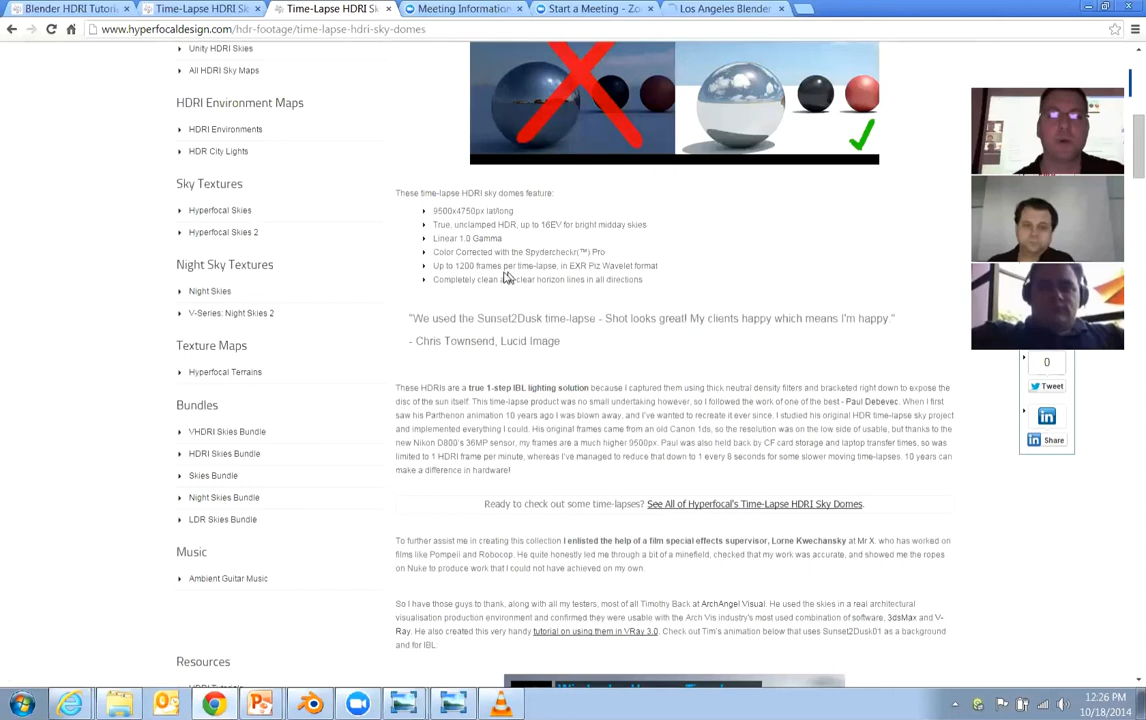 Blender HDRI Tutori
Time-Lapse HDRI Sk
Time-Lapse HDRI Sk
Meeting Information
Start a Meeting - Zo
Los Angeles Blender
www.hyperfocaldesign.com/hdr-footage/time-lapse-hdri-sky-domes
Unity HDRI Skies
All HDRI Sky Maps
HDRI Environment Maps
HDRI Environments
HDR City Lights
Sky Textures
Hyperfocal Skies
Hyperfocal Skies 2
Night Sky Textures
Night Skies
V-Series: Night Skies 2
Texture Maps
Hyperfocal Terrains
Bundles
VHDRI Skies Bundle
HDRI Skies Bundle
Skies Bundle
Night Skies Bundle
LDR Skies Bundle
Music
Ambient Guitar Music
Resources
These time-lapse HDRI sky domes feature:
9500x4750px lat/long
True, unclamped HDR, up to 16EV for bright midday skies
Linear 1.0 Gamma
Color Corrected with the Spydercheckr(™) Pro
Up to 1200 frames per time-lapse, in EXR Piz Wavelet format
Completely clean clear horizon lines in all directions
"We used the Sunset2Dusk time-lapse - Shot looks great! My clients happy which means I'm happy."
- Chris Townsend, Lucid Image
These HDRIs are a true 1-step IBL lighting solution because I captured them using thick neutral density filters and bracketed right down to expose the
disc of the sun itself. This time-lapse product was no small undertaking however, so I followed the work of one of the best - Paul Debevec. When I first
saw his Parthenon animation 10 years ago I was blown away, and I've wanted to recreate it ever since. I studied his original HDR time-lapse sky project
and implemented everything I could. His original frames came from an old Canon 1ds, so the resolution was on the low side of usable, but thanks to the
new Nikon D800's 36MP sensor, my frames are a much higher 9500px. Paul was also held back by CF card storage and laptop transfer times, so was
limited to 1 HDRI frame per minute, whereas I've managed to reduce that down to 1 every 8 seconds for some slower moving time-lapses. 10 years can
make a difference in hardware!
Ready to check out some time-lapses? See All of Hyperfocal's Time-Lapse HDRI Sky Domes.
To further assist me in creating this collection I enlisted the help of a film special effects supervisor, Lorne Kwechansky at Mr X. who has worked on
films like Pompeii and Robocop. He quite honestly led me through a bit of a minefield, checked that my work was accurate, and showed me the ropes
on Nuke to produce work that I could not have achieved on my own
So I have those guys to thank, along with all my testers, most of all Timothy Back at ArchAngel Visual. He used the skies in a real architectural
visualisation production environment and confirmed they were usable with the Arch Vis industry's most used combination of software, 3dsMax and V-
Ray. He also created this very handy tutorial on using them in VRay 3.0. Check out Tim's animation below that uses Sunset2Dusk01 as a background
and for IBL.
0
Tweet
Share
12:26 PM
10/18/2014